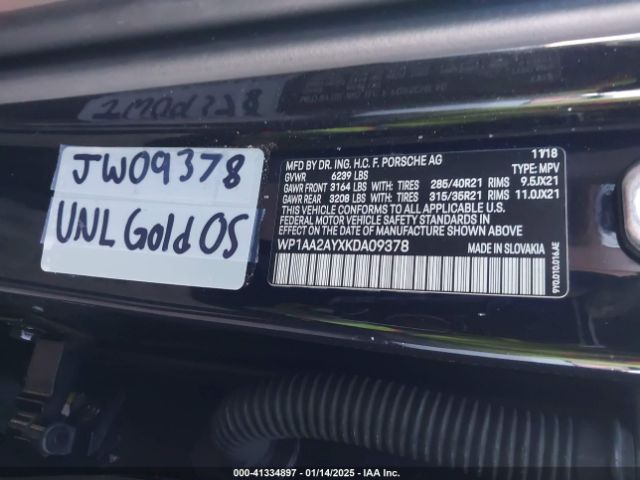 JW09378
UNL Gold OS
MFD BY DR. ING. H.C. F. PORSCHE AG 11/18
GVWR 6239 LBS TYPE: MPV
GAWR FRONT 3164 LBS WITH: TIRES 285/40R21 RIMS 9.5JX21
GAWR REAR 3208 LBS WITH: TIRES 315/35R21 RIMS 11.0JX21
THIS VEHICLE CONFORMS TO ALL APPLICABLE U.S.
FEDERAL MOTOR VEHICLE SAFETY STANDARDS IN EFFECT
ON THE DATE OF MANUFACTURE SHOWN ABOVE.
WP1AA2AYXKDA09378 MADE IN SLOVAKIA
9Y0.010.016.AE
000-41334897 - 01/14/2025 - IAA Inc.